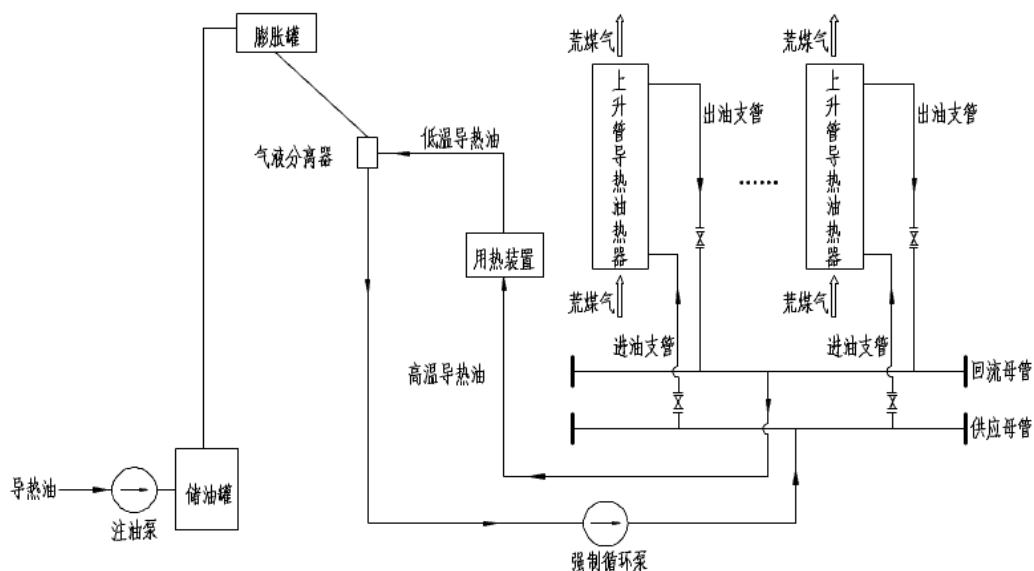 膨胀罐
荒煤气
荒煤气
上升管导热油热器
出油支管
上升管导热油热器
出油支管
气液分离器
低温导热油
……
用热装置
荒煤气
荒煤气
进油支管
进油支管
高温导热油
回流母管
供应母管
导热油
储油罐
注油泵
强制循环泵